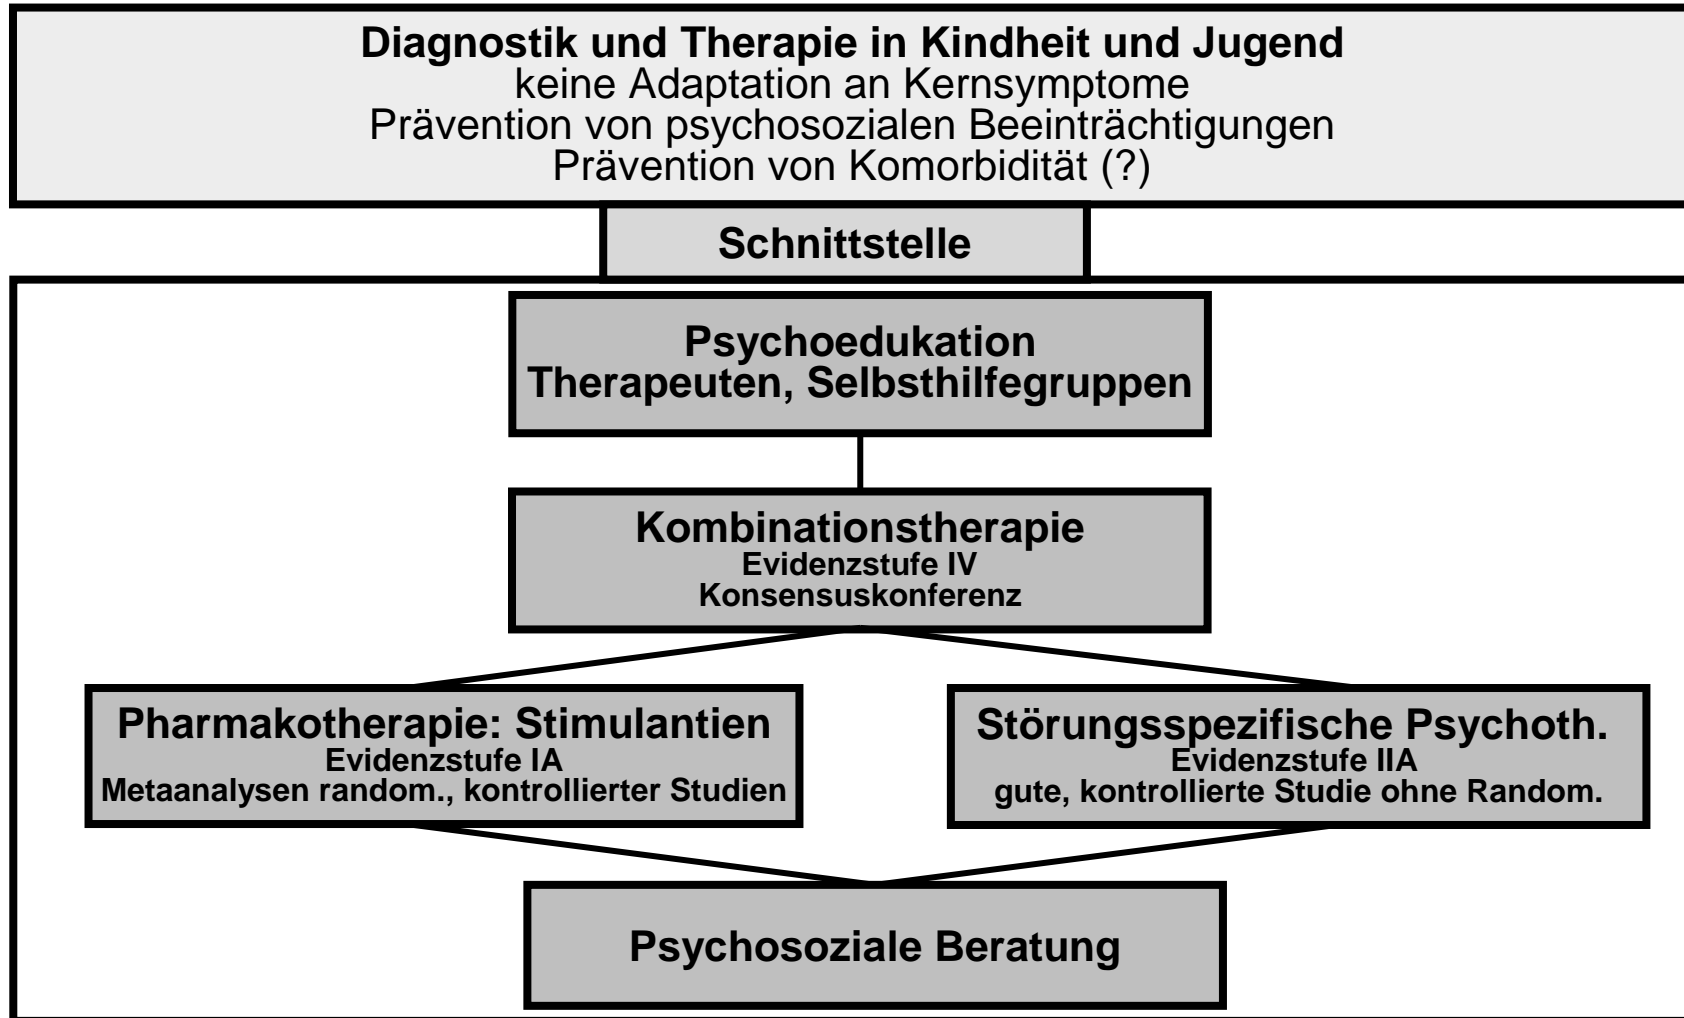 Diagnostik und Therapie in Kindheit und Jugend
keine Adaptation an Kernsymptome
Prävention von psychosozialen Beeinträchtigungen
Prävention von Komorbidität (?)
Schnittstelle
Psychoedukation
Therapeuten, Selbsthilfegruppen
Kombinationstherapie
Evidenzstufe IV
Konsensuskonferenz
Pharmakotherapie: Stimulantien
Evidenzstufe IA
Metaanalysen random., kontrollierter Studien
Störungsspezifische Psychoth.
Evidenzstufe IIA
gute, kontrollierte Studie ohne Random.
Psychosoziale Beratung